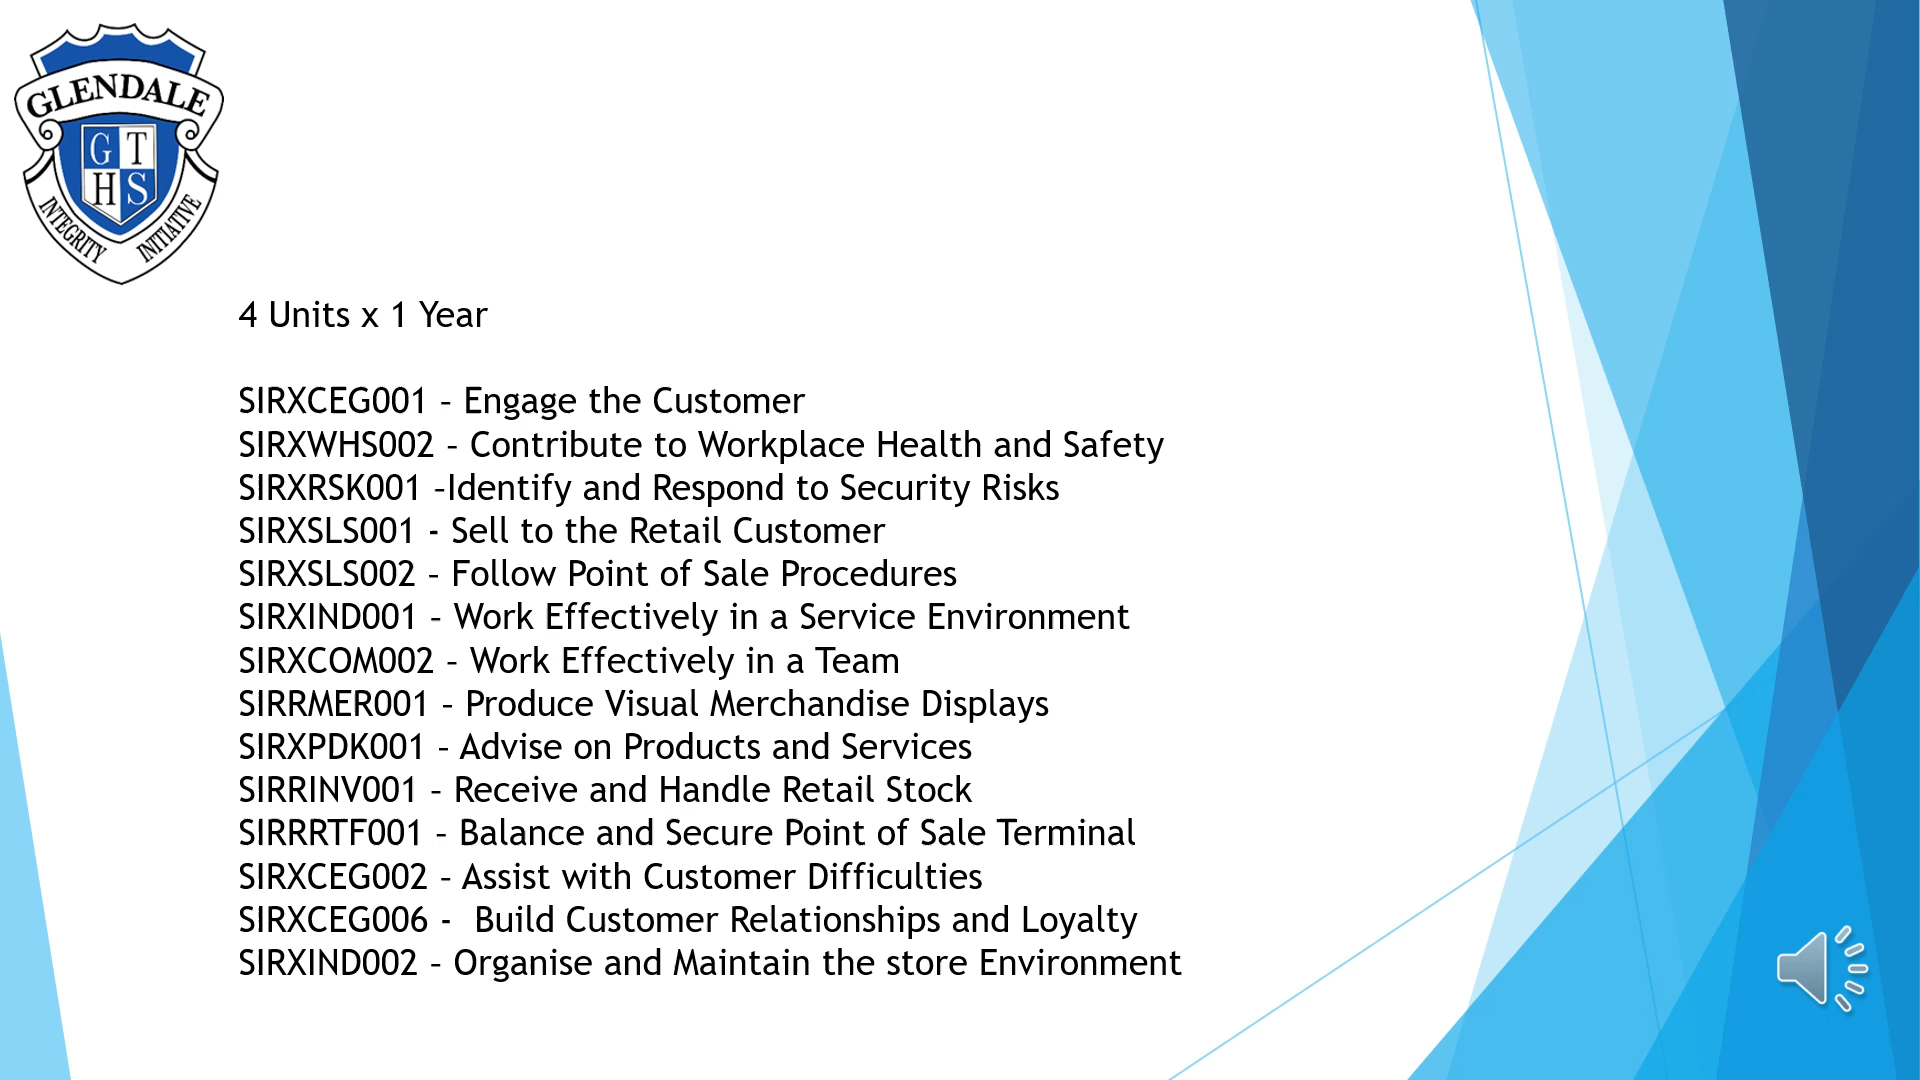 GLENDALE
G T
H S
INTEGRITY INITIATIVE
4 Units x 1 Year
SIRXCEG001 – Engage the Customer
SIRXWHS002 – Contribute to Workplace Health and Safety
SIRXRSK001 –Identify and Respond to Security Risks
SIRXSLS001 - Sell to the Retail Customer
SIRXSLS002 – Follow Point of Sale Procedures
SIRXIND001 – Work Effectively in a Service Environment
SIRXCOM002 – Work Effectively in a Team
SIRRMER001 – Produce Visual Merchandise Displays
SIRXPDK001 – Advise on Products and Services
SIRRINV001 – Receive and Handle Retail Stock
SIRRRTF001 – Balance and Secure Point of Sale Terminal
SIRXCEG002 – Assist with Customer Difficulties
SIRXCEG006 -  Build Customer Relationships and Loyalty
SIRXIND002 – Organise and Maintain the store Environment